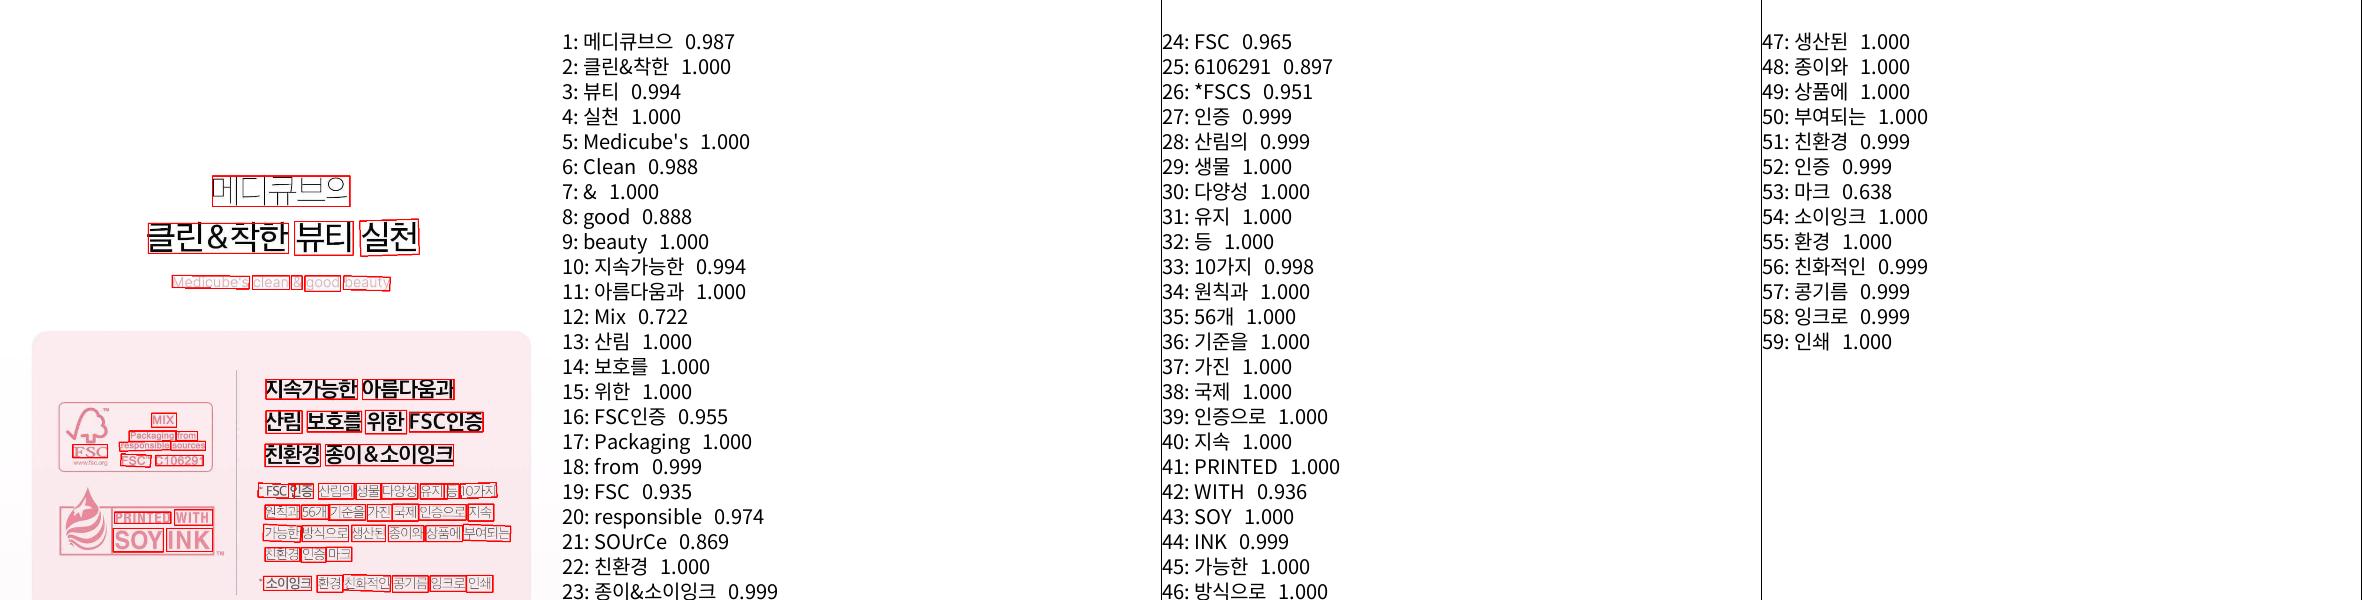 메디큐브으
클린&착한 뷰티 실천
Medicube's clean & good beauty
FSC
www.fsc.org
MIX
Packaging from
responsible sources
FSC™ C106291
PRINTED WITH
SOY INK™
지속가능한 아름다움과
산림 보호를 위한 FSC인증
친환경 종이&소이잉크
*FSC인증 산림의 생물 다양성 유지 등 10가지
원칙과 56개 기준을 가진 국제 인증으로 지속
가능한 방식으로 생산된 종이와 상품에 부여되는
친환경 인증 마크
*소이잉크 환경 친화적인 콩기름 잉크로 인쇄
1: 메디큐브으 0.987
2: 클린&착한 1.000
3: 뷰티 0.994
4: 실천 1.000
5: Medicube's 1.000
6: Clean 0.988
7: & 1.000
8: good 0.888
9: beauty 1.000
10: 지속가능한 0.994
11: 아름다움과 1.000
12: Mix 0.722
13: 산림 1.000
14: 보호를 1.000
15: 위한 1.000
16: FSC인증 0.955
17: Packaging 1.000
18: from 0.999
19: FSC 0.935
20: responsible 0.974
21: SOUrCe 0.869
22: 친환경 1.000
23: 종이&소이잉크 0.999
24: FSC 0.965
25: 6106291 0.897
26: *FSCS 0.951
27: 인증 0.999
28: 산림의 0.999
29: 생물 1.000
30: 다양성 1.000
31: 유지 1.000
32: 등 1.000
33: 10가지 0.998
34: 원칙과 1.000
35: 56개 1.000
36: 기준을 1.000
37: 가진 1.000
38: 국제 1.000
39: 인증으로 1.000
40: 지속 1.000
41: PRINTED 1.000
42: WITH 0.936
43: SOY 1.000
44: INK 0.999
45: 가능한 1.000
46: 방식으로 1.000
47: 생산된 1.000
48: 종이와 1.000
49: 상품에 1.000
50: 부여되는 1.000
51: 친환경 0.999
52: 인증 0.999
53: 마크 0.638
54: 소이잉크 1.000
55: 환경 1.000
56: 친화적인 0.999
57: 콩기름 0.999
58: 잉크로 0.999
59: 인쇄 1.000